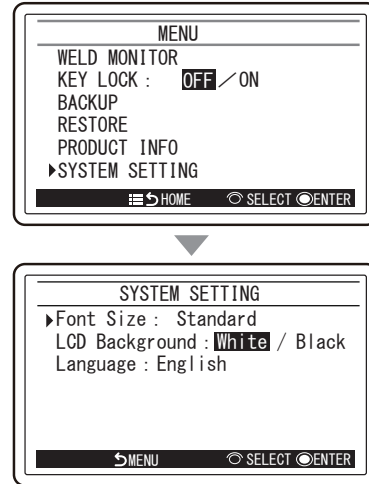 MENU
WELD MONITOR
KEY LOCK : OFF／ON
BACKUP
RESTORE
PRODUCT INFO
▶SYSTEM SETTING
HOME SELECT ENTER
SYSTEM SETTING
▶Font Size : Standard
LCD Background : White / Black
Language : English
MENU SELECT ENTER